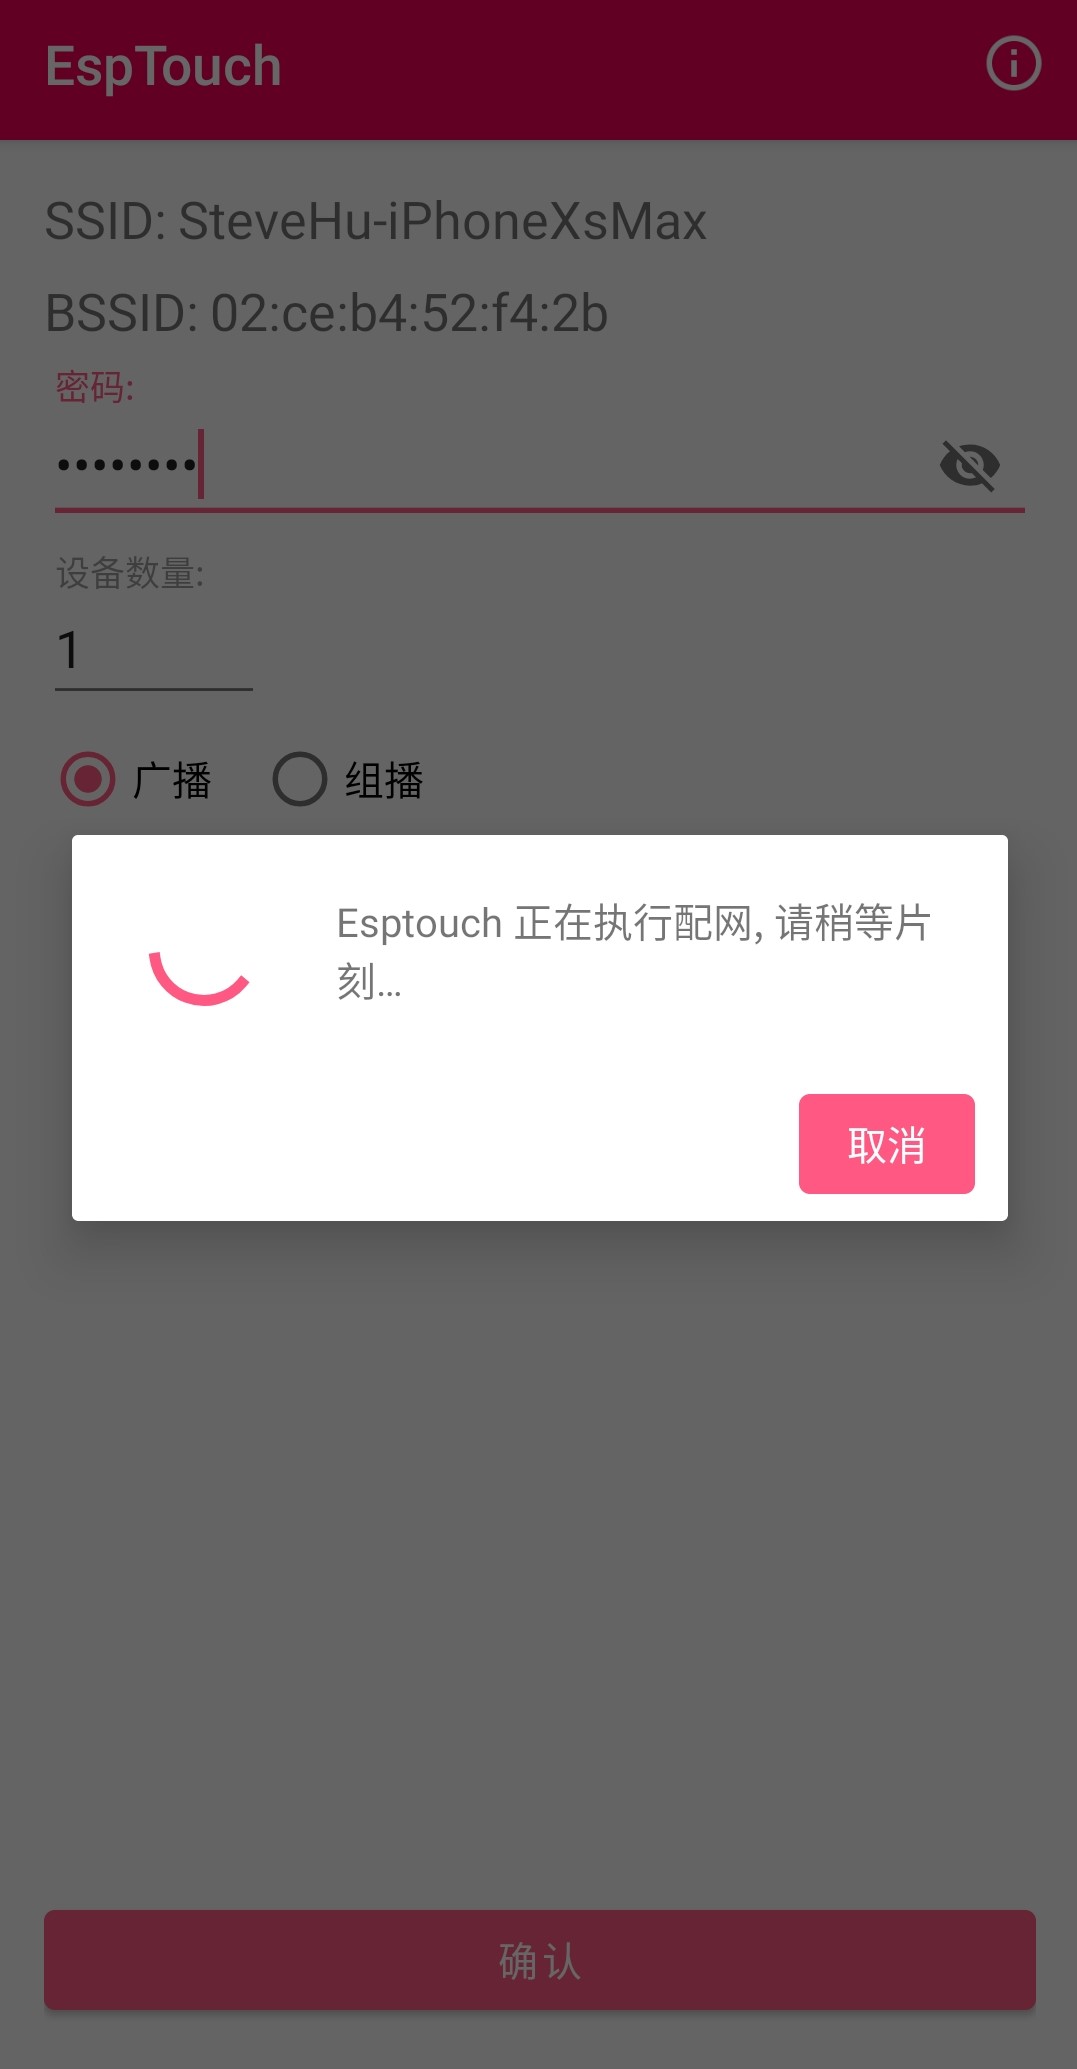 EspTouch
SSID: SteveHu-iPhoneXsMax
BSSID: 02:ce:b4:52:f4:2b
密码:
••••••••
设备数量:
1
广播 组播
Esptouch 正在执行配网, 请稍等片
刻...
取消
确认